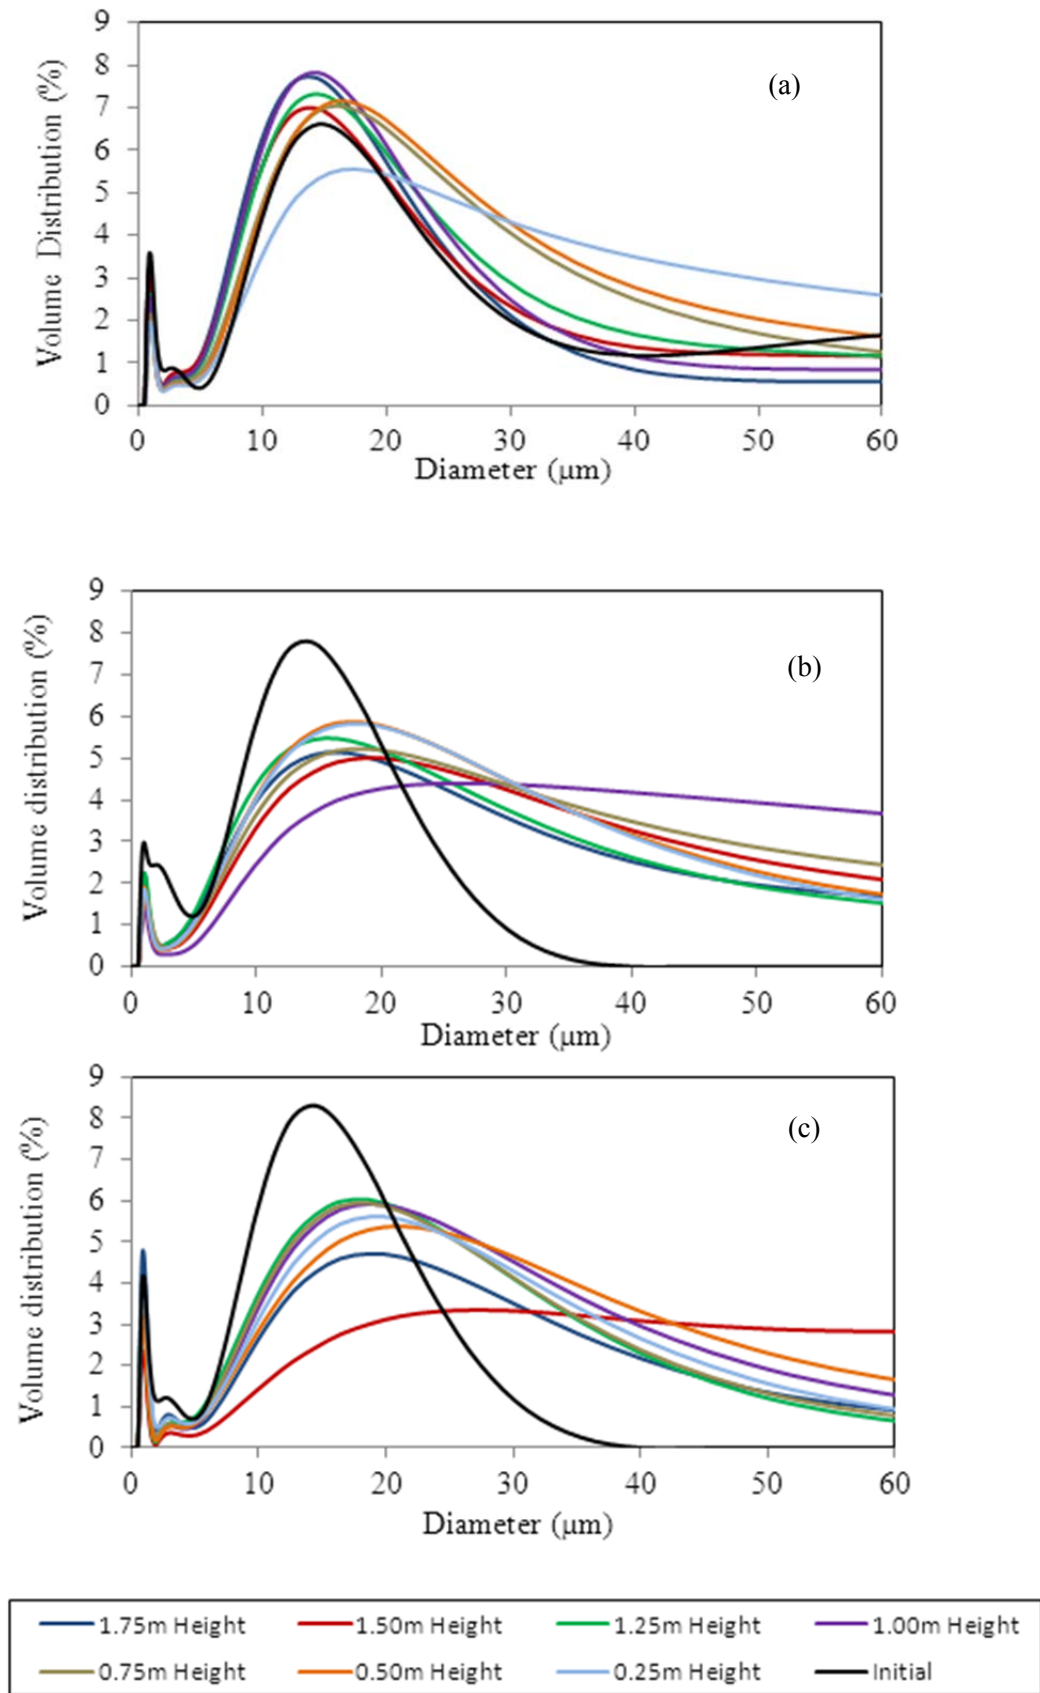 9
8
7
6
5
4
3
2
1
0
Volume Distribution (%)
(a)
0 10 20 30 40 50 60
Diameter (µm)
9
8
7
6
5
4
3
2
1
0
Volume distribution (%)
(b)
0 10 20 30 40 50 60
Diameter (µm)
9
8
7
6
5
4
3
2
1
0
Volume distribution (%)
(c)
0 10 20 30 40 50 60
Diameter (µm)
1.75m Height 1.50m Height 1.25m Height 1.00m Height
0.75m Height 0.50m Height 0.25m Height Initial